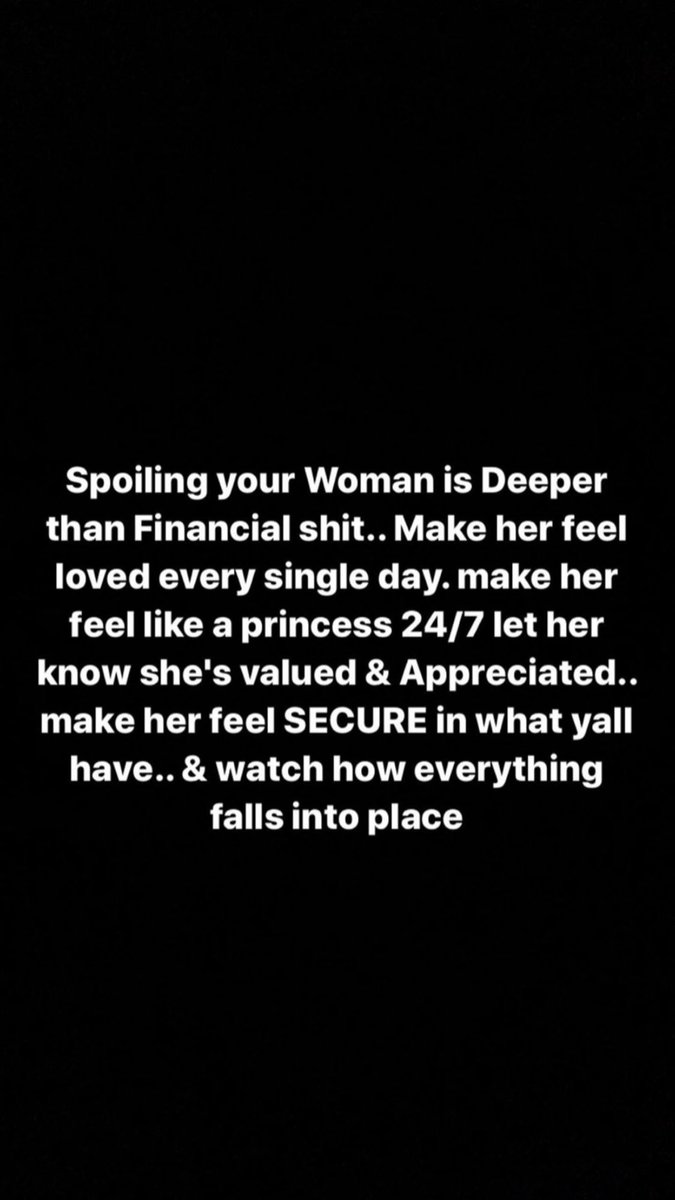 Spoiling your Woman is Deeper
than Financial shit.. Make her feel
loved every single day. make her
feel like a princess 24/7 let her
know she's valued & Appreciated..
make her feel SECURE in what yall
have.. & watch how everything
falls into place